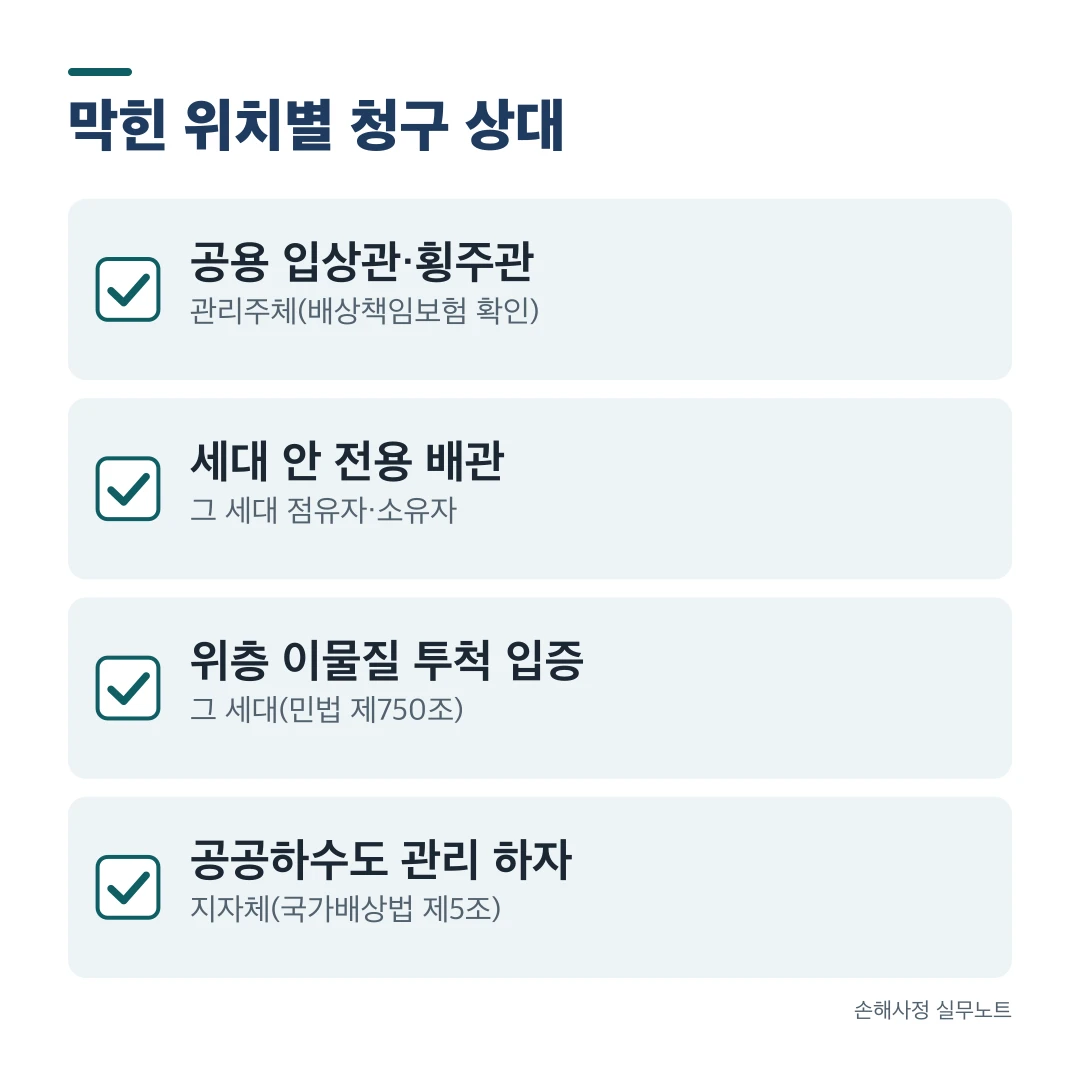 막힌 위치별 청구 상대
공용 입상관·횡주관
관리주체(배상책임보험 확인)
세대 안 전용 배관
그 세대 점유자·소유자
위층 이물질 투척 입증
그 세대(민법 제750조)
공공하수도 관리 하자
지자체(국가배상법 제5조)
손해사정 실무노트